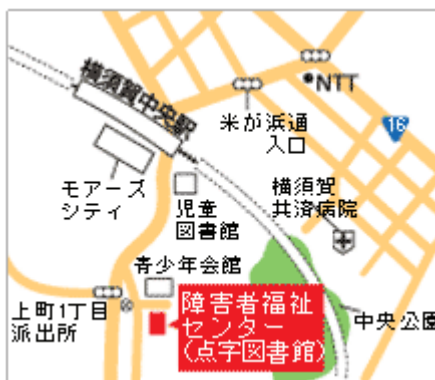 横須賀中央駅
NTT
米が浜通
入口
16
モアーズ
シティ
児童
図書館
横須賀
共済病院
青少年会館
上町1丁目
派出所
障害者福祉
センター
(点字図書館)
中央公園